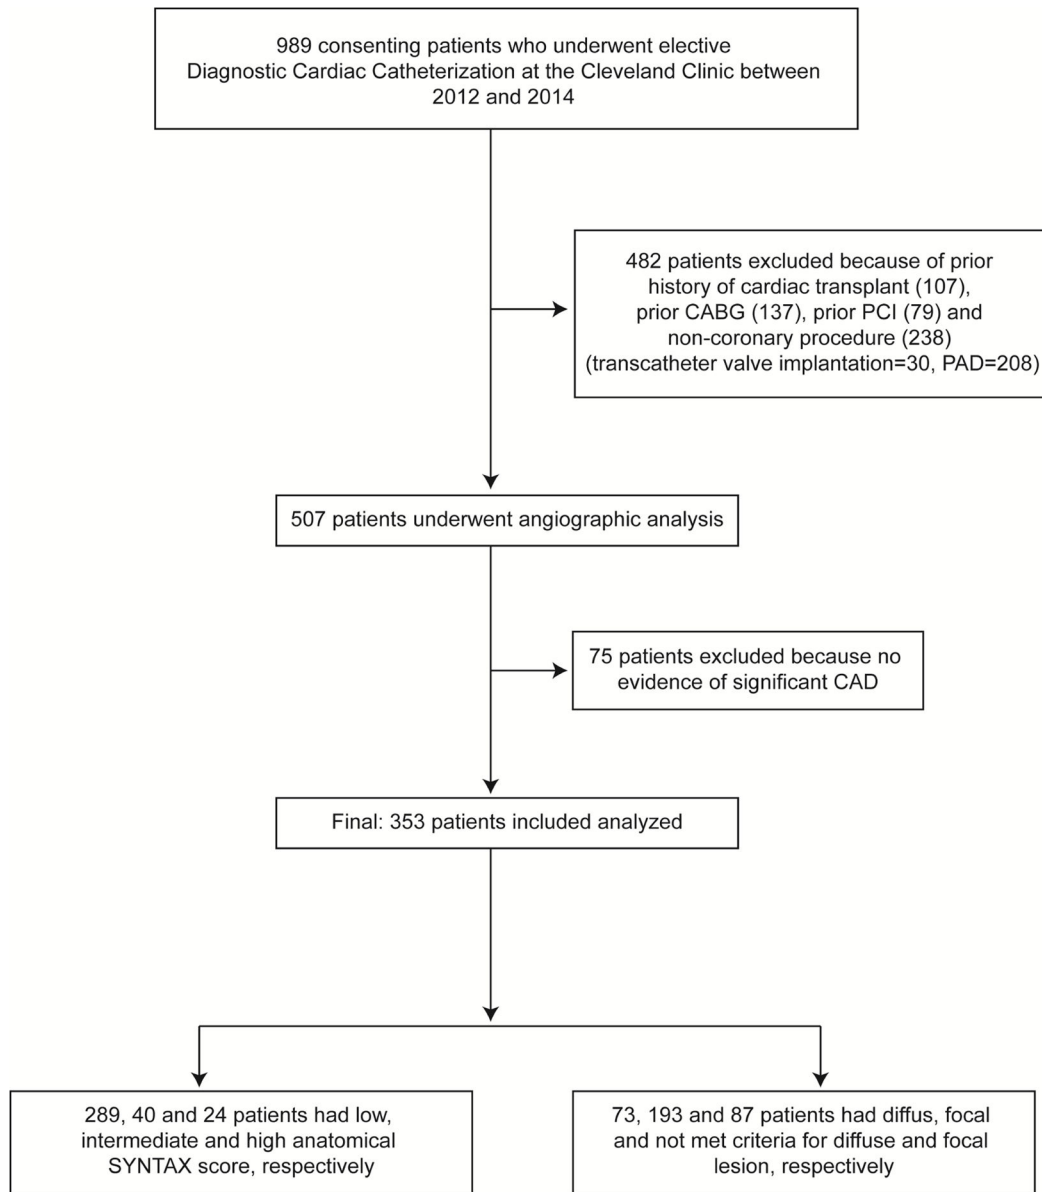 989 consenting patients who underwent elective
Diagnostic Cardiac Catheterization at the Cleveland Clinic between
2012 and 2014
482 patients excluded because of prior
history of cardiac transplant (107),
prior CABG (137), prior PCI (79) and
non-coronary procedure (238)
(transcatheter valve implantation=30, PAD=208)
507 patients underwent angiographic analysis
75 patients excluded because no
evidence of significant CAD
Final: 353 patients included analyzed
289, 40 and 24 patients had low,
intermediate and high anatomical
SYNTAX score, respectively
73, 193 and 87 patients had diffus, focal
and not met criteria for diffuse and focal
lesion, respectively